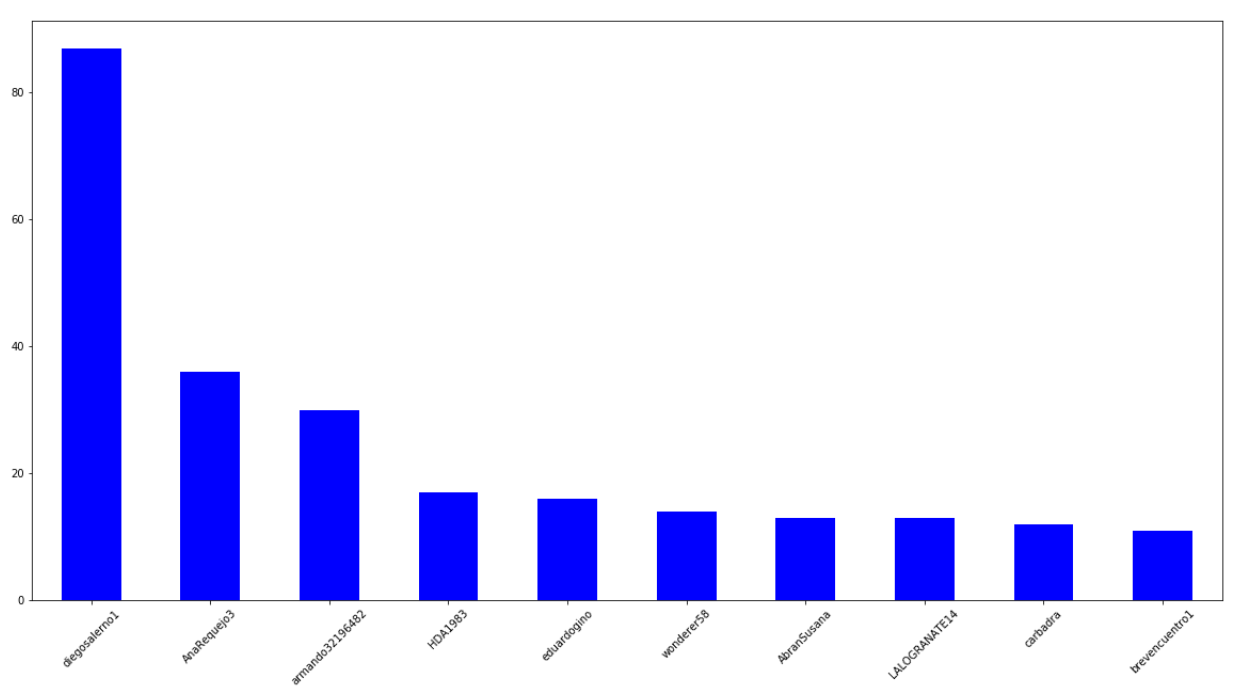 80
60
40
20
0
diegosalerno1
AnaRequejo3
armando32196482
HDA1983
eduardogino
wonderer58
AbranSusana
LALOGRANATE14
carbadra
brevencuentro1